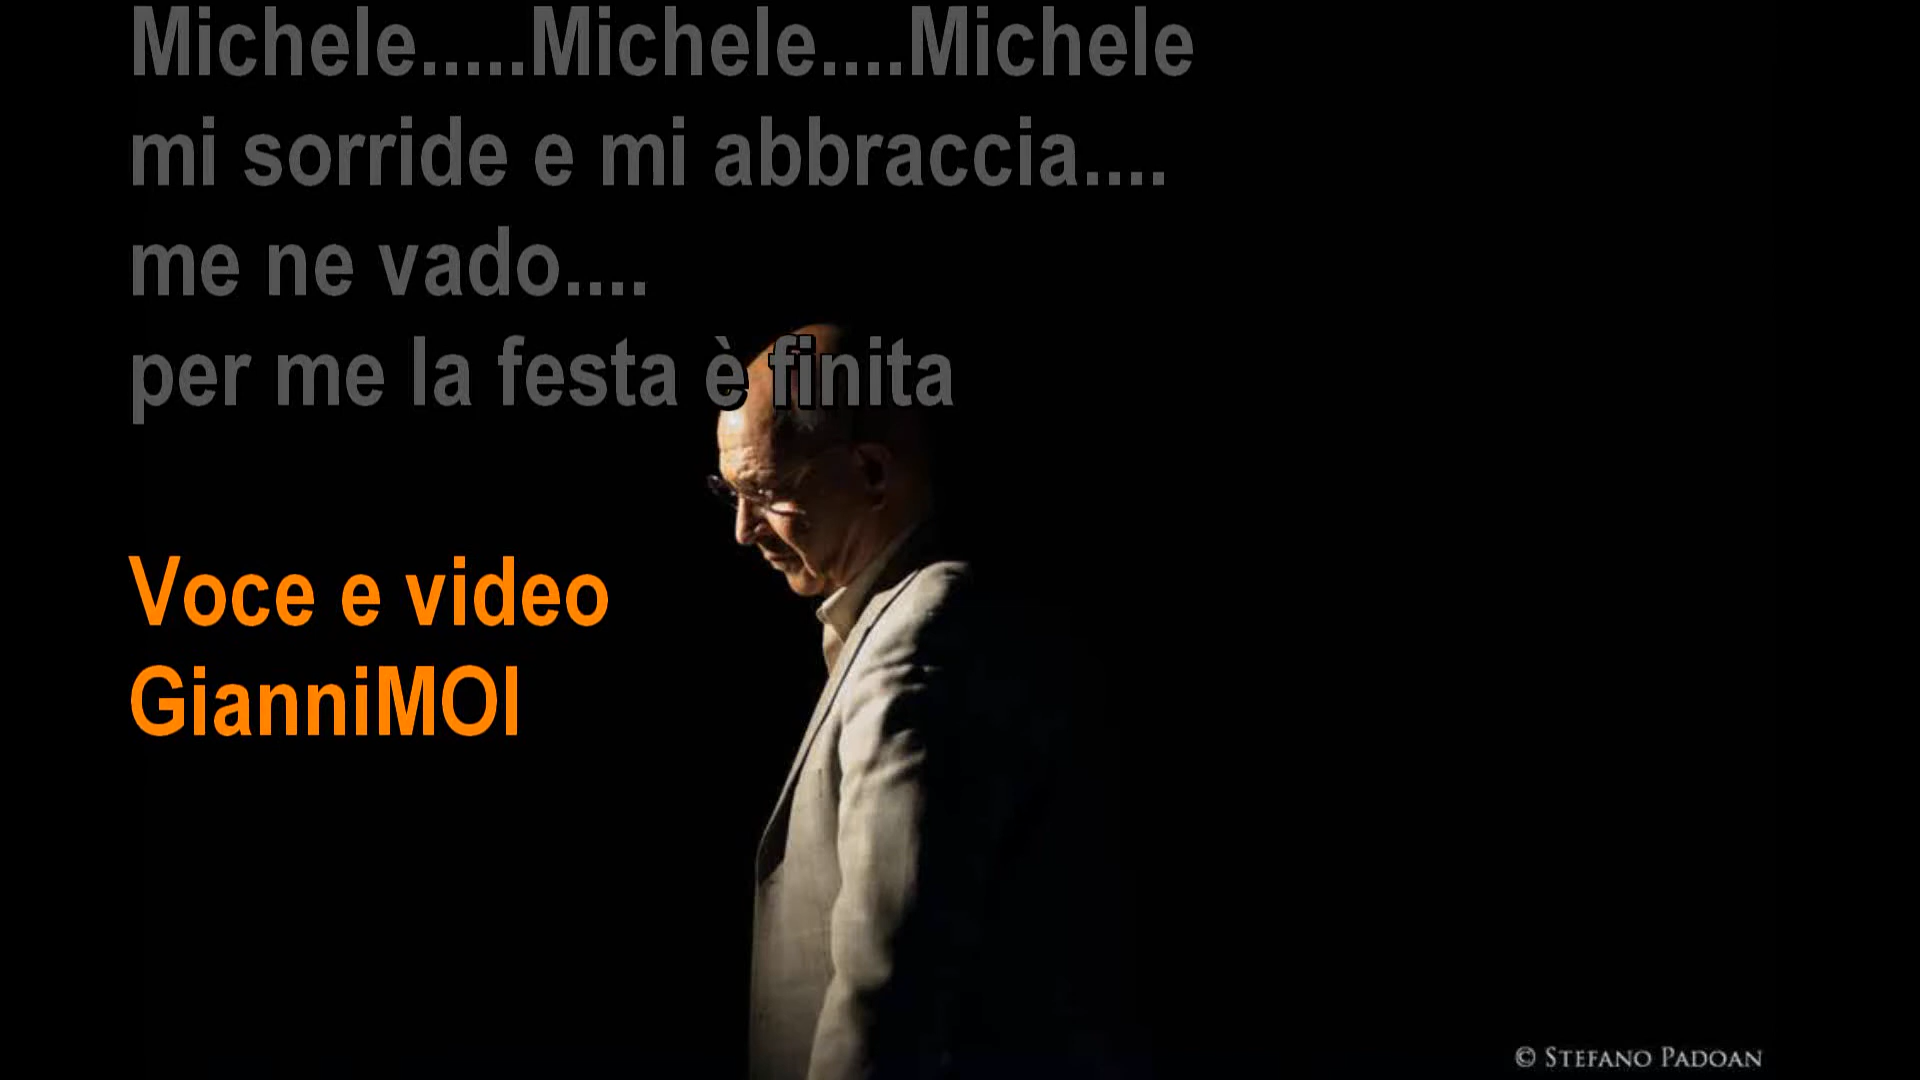 Michele.....Michele....Michele
mi sorride e mi abbraccia....
me ne vado....
per me la festa è finita
Voce e video
GianniMOI
© STEFANO PADOAN